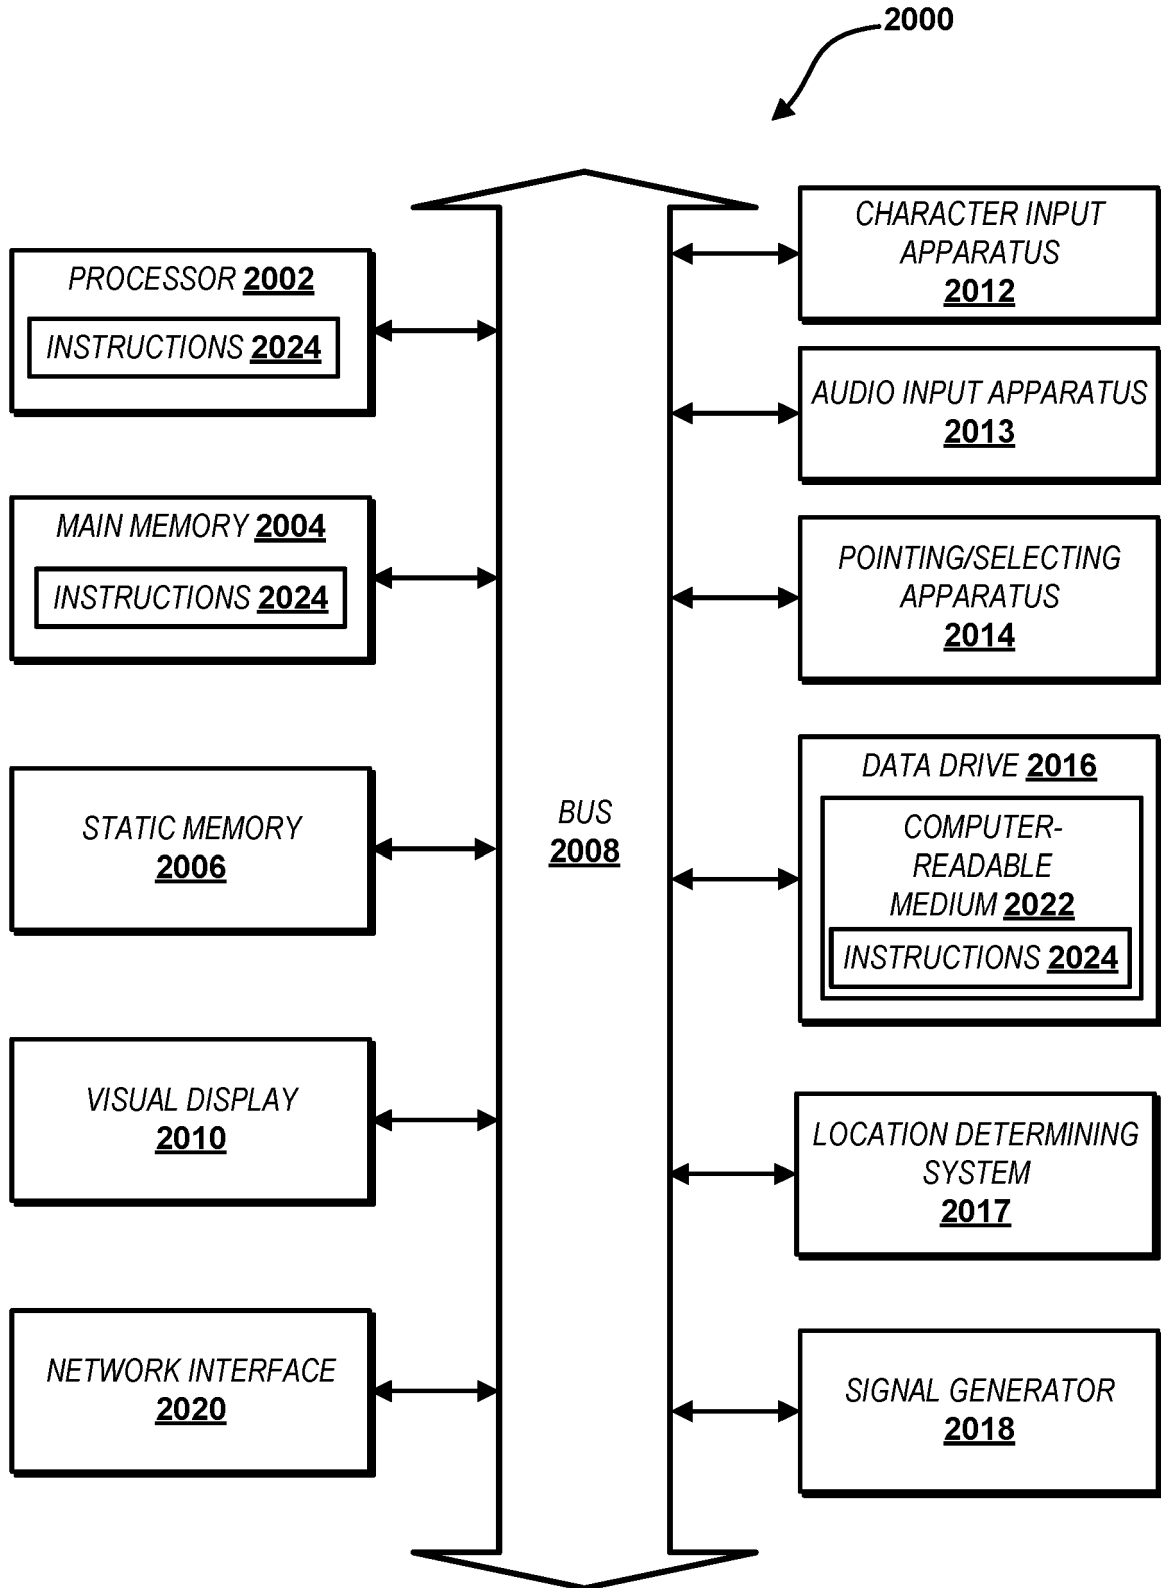 2000
PROCESSOR 2002
INSTRUCTIONS 2024
MAIN MEMORY 2004
INSTRUCTIONS 2024
STATIC MEMORY
2006
VISUAL DISPLAY
2010
NETWORK INTERFACE
2020
BUS
2008
CHARACTER INPUT
APPARATUS
2012
AUDIO INPUT APPARATUS
2013
POINTING/SELECTING
APPARATUS
2014
DATA DRIVE 2016
COMPUTER-
READABLE
MEDIUM 2022
INSTRUCTIONS 2024
LOCATION DETERMINING
SYSTEM
2017
SIGNAL GENERATOR
2018